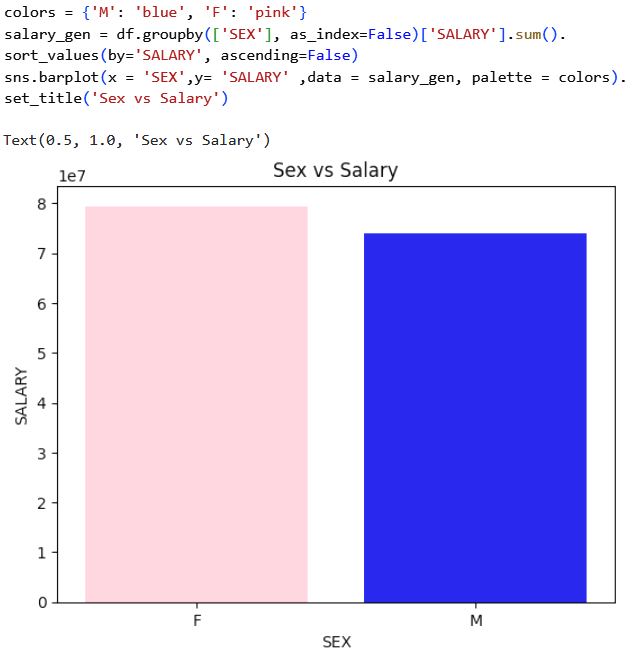 colors = {'M': 'blue', 'F': 'pink'}
salary_gen = df.groupby(['SEX'], as_index=False)['SALARY'].sum().
sort_values(by='SALARY', ascending=False)
sns.barplot(x = 'SEX',y= 'SALARY' ,data = salary_gen, palette = colors).
set_title('Sex vs Salary')
Text(0.5, 1.0, 'Sex vs Salary')
Sex vs Salary
1e7
8
7
6
5
4
3
2
1
0
SALARY
F M
SEX